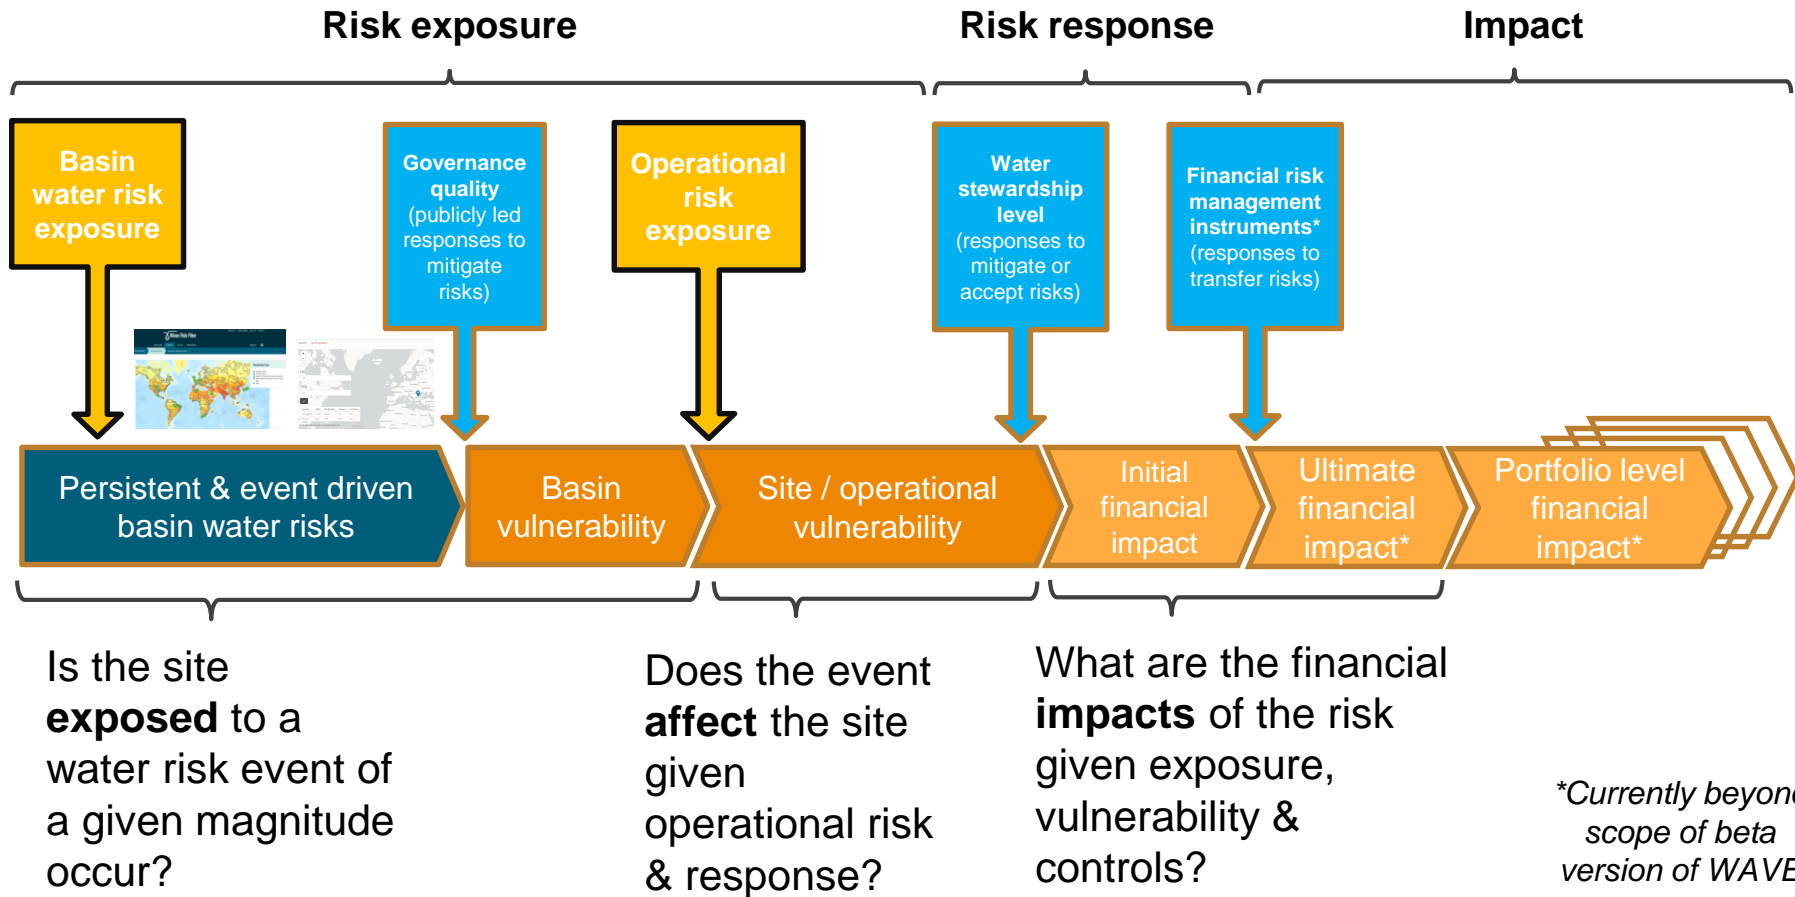 Risk exposure
Risk response
Impact
Basin
water risk
exposure
Governance
quality
(publicly led
responses to
mitigate
risks)
Operational
risk
exposure
Water
stewardship
level
(responses to
mitigate or
accept risks)
Financial risk
management
instruments*
(responses to
transfer risks)
Water Risk Filter
Persistent & event driven
basin water risks
Basin
vulnerability
Site / operational
vulnerability
Initial
financial
impact
Ultimate
financial
impact*
Portfolio level
financial
impact*
Is the site
exposed to a
water risk event of
a given magnitude
occur?
Does the event
affect the site
given
operational risk
& response?
What are the financial
impacts of the risk
given exposure,
vulnerability &
controls?
*Currently beyond
scope of beta
version of WAVE